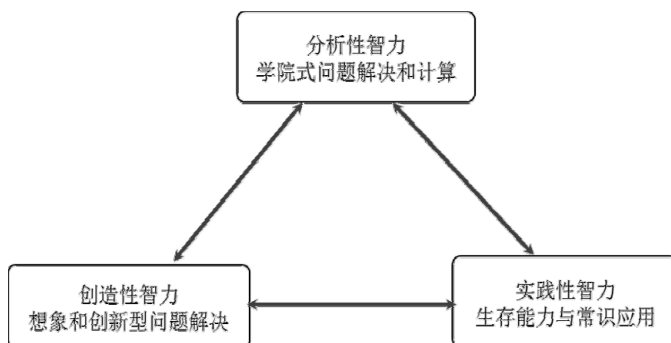 分析性智力
学院式问题解决和计算
创造性智力
想象和创新型问题解决
实践性智力
生存能力与常识应用